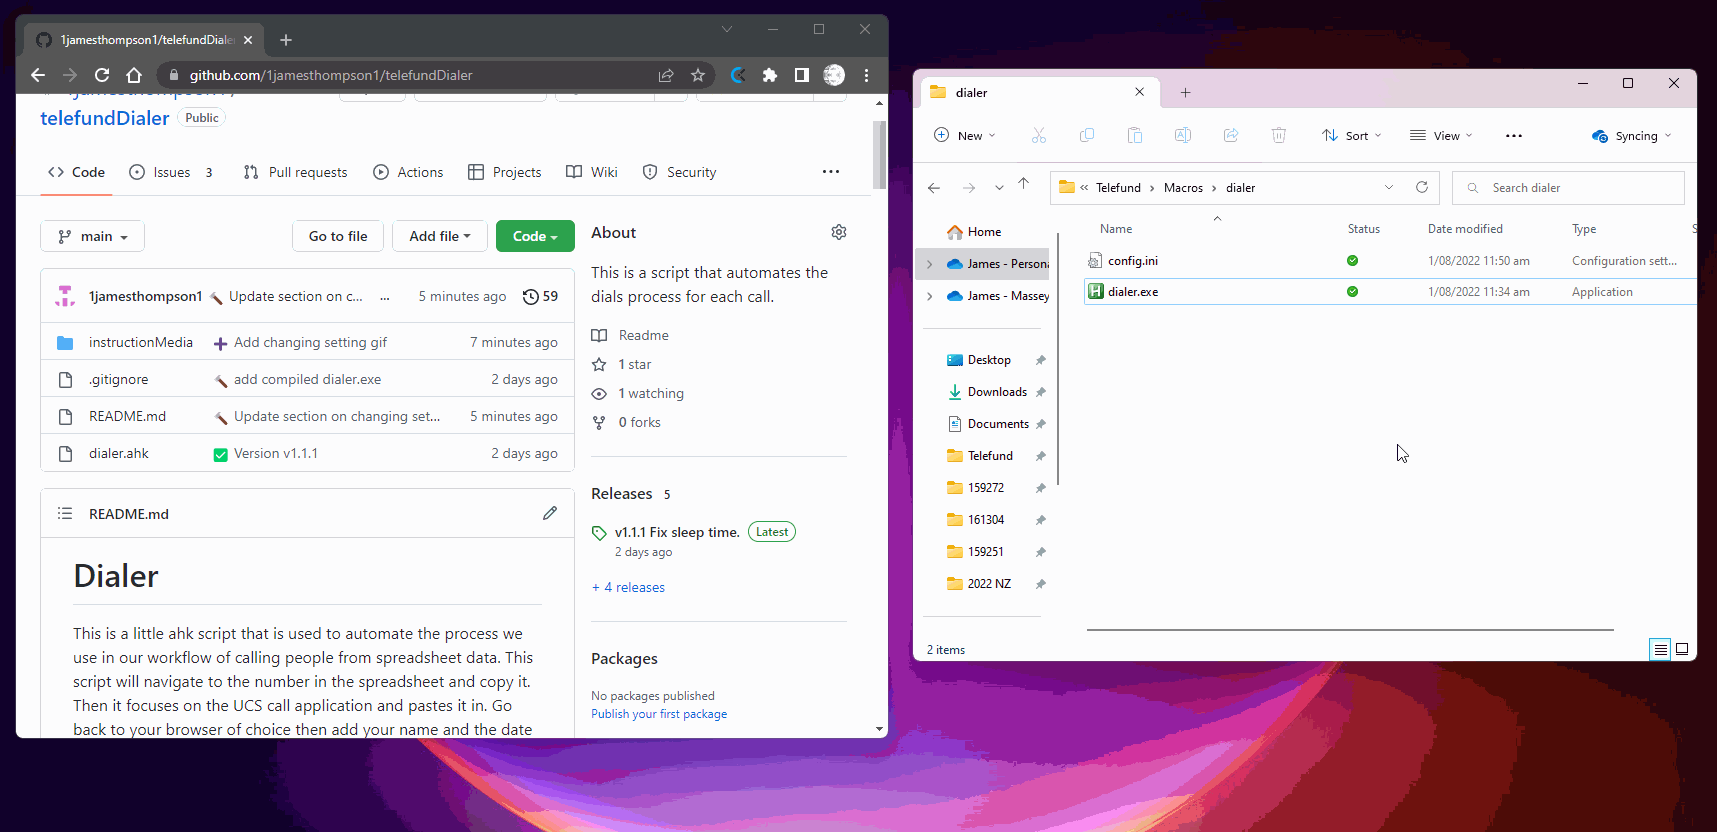 1jamesthompson1/telefundDialer
github.com/1jamesthompson1/telefundDialer
1jamesthompson1/
telefundDialer Public
Code Issues 3 Pull requests Actions Projects Wiki Security
main Go to file Add file Code
1jamesthompson1 Update section on c... ... 5 minutes ago 59
instructionMedia Add changing setting gif 7 minutes ago
.gitignore add compiled dialer.exe 2 days ago
README.md Update section on changing set... 5 minutes ago
dialer.ahk Version v1.1.1 2 days ago
README.md
Dialer
This is a little ahk script that is used to automate the process we
use in our workflow of calling people from spreadsheet data. This
script will navigate to the number in the spreadsheet and copy it.
Then it focuses on the UCS call application and pastes it in. Go
back to your browser of choice then add your name and the date
About
This is a script that automates the
dials process for each call.
Readme
1 star
1 watching
0 forks
Releases 5
v1.1.1 Fix sleep time. Latest
2 days ago
+ 4 releases
Packages
No packages published
Publish your first package
dialer
New Sort View Syncing
« Telefund > Macros > dialer
Search dialer
Name Status Date modified Type S
config.ini 1/08/2022 11:50 am Configuration sett...
dialer.exe 1/08/2022 11:34 am Application
Home
James - Persona
James - Massey
Desktop
Downloads
Documents
Telefund
159272
161304
159251
2022 NZ
2 items